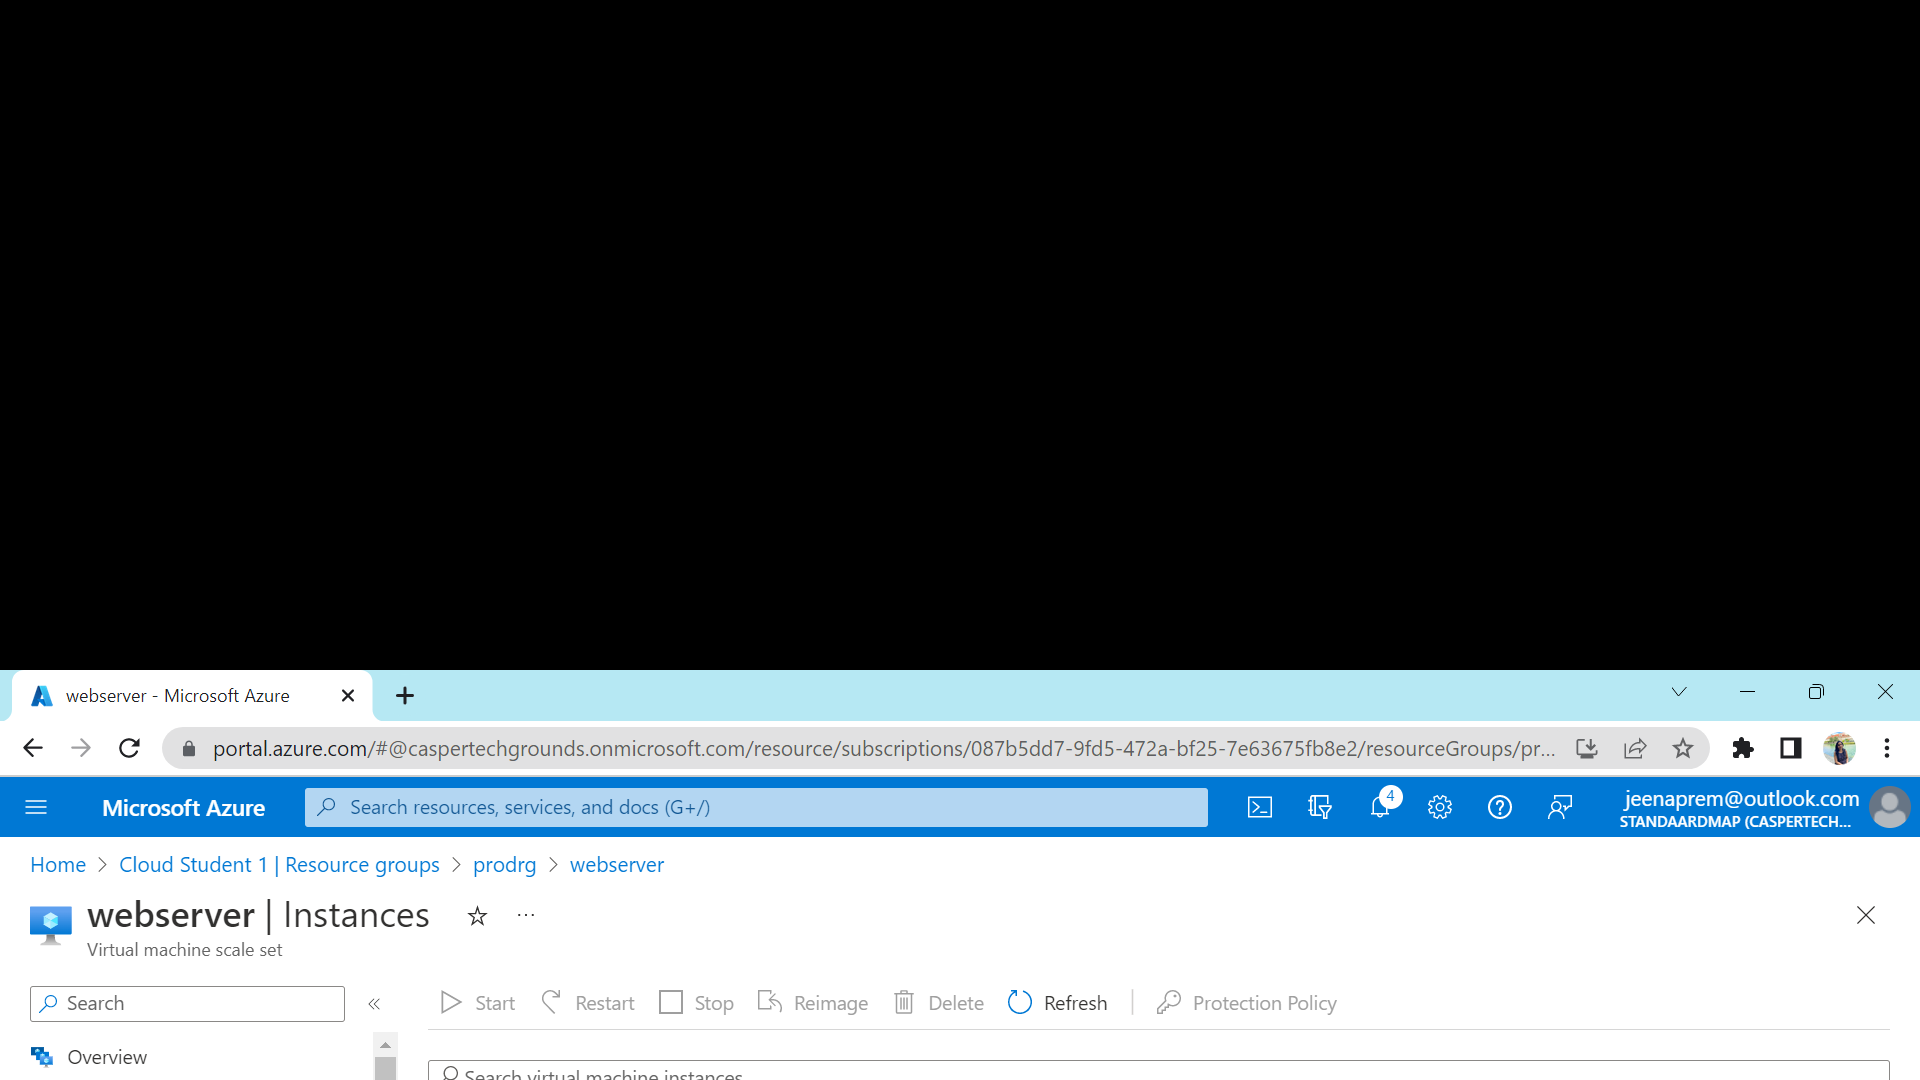 webserver - Microsoft Azure
portal.azure.com/#@caspertechgrounds.onmicrosoft.com/resource/subscriptions/087b5dd7-9fd5-472a-bf25-7e63675fb8e2/resourceGroups/pr...
Microsoft Azure
Search resources, services, and docs (G+/)
4
jeenaprem@outlook.com
STANDAARDMAP (CASPERTECH...
Home > Cloud Student 1 | Resource groups > prodrg > webserver
webserver | Instances
Virtual machine scale set
Search
Start Restart Stop Reimage Delete Refresh Protection Policy
Overview
Search virtual machine instances